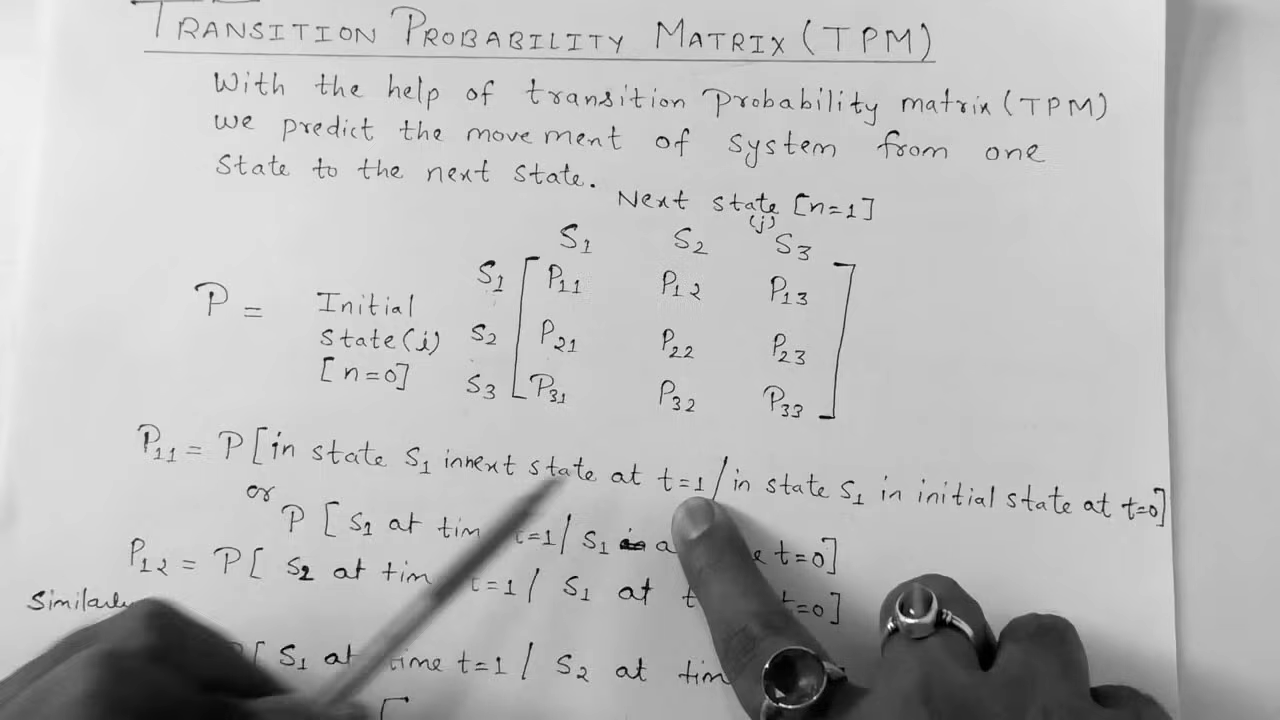 TRANSITION PROBABILITY MATRIX (TPM)
With the help of transition probability matrix (TPM)
we predict the movement of system from one
State to the next state.
Next state [n=1]
(j)
S1 S2 S3
S1 P11 P12 P13
P = Initial state (i) [n=0]
S2 P21 P22 P23
S3 P31 P32 P33
P11 = P[in state S1 in next state at t=1/in state S1 in initial state at t=0]
or
P [S1 at t=1/ S1 t=0]
P12 = P[ S2 at t=1/ S1 at t=0]
Similarly
P[ S1 at time t=1/ S2 at